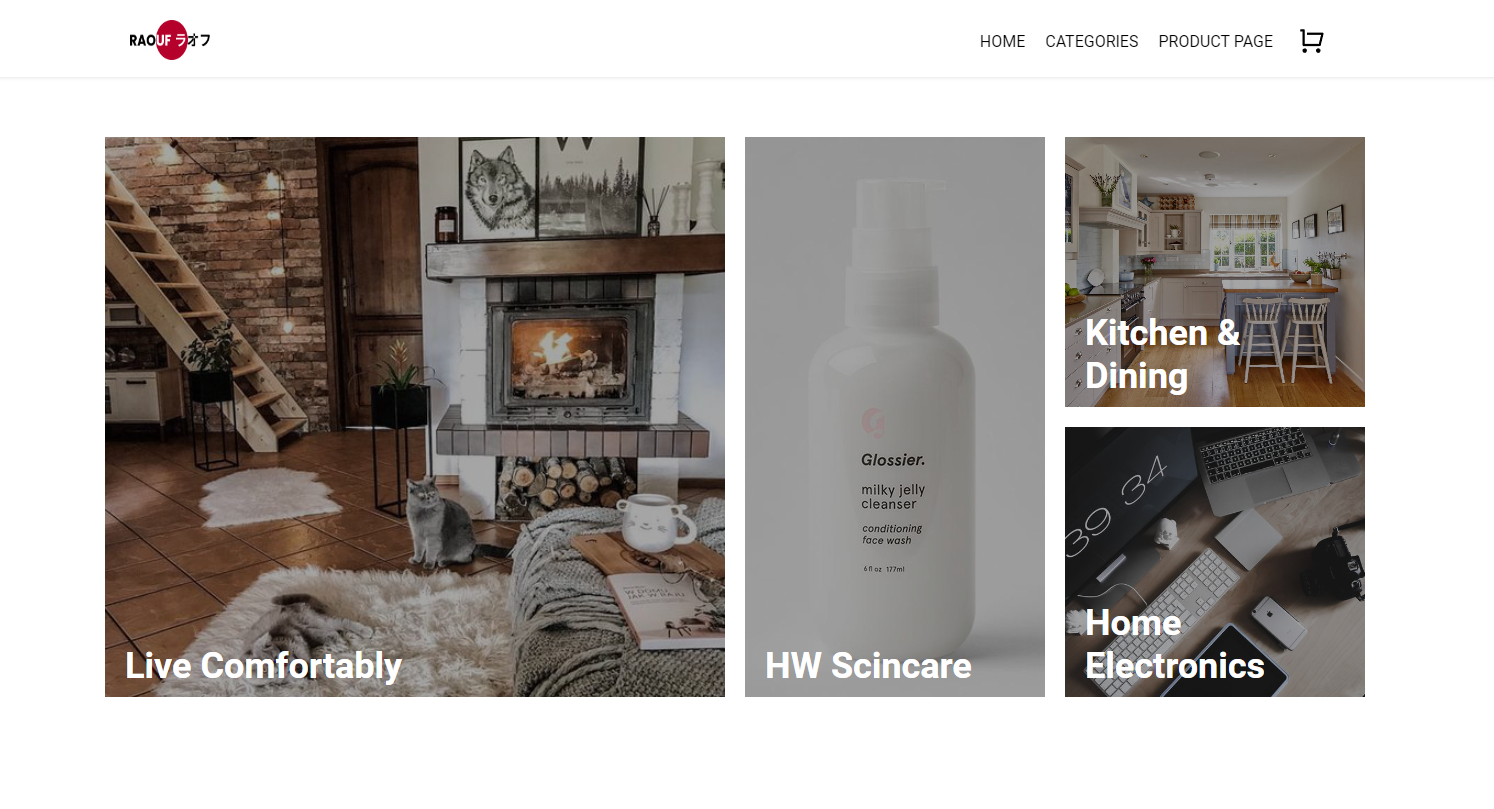 RAOUF ラオフ
HOME
CATEGORIES
PRODUCT PAGE
W
Live Comfortably
Glossier.
milky jelly
cleanser
conditioning
face wash
6 fl oz 177ml
HW Scincare
Kitchen &
Dining
39 34
Home
Electronics